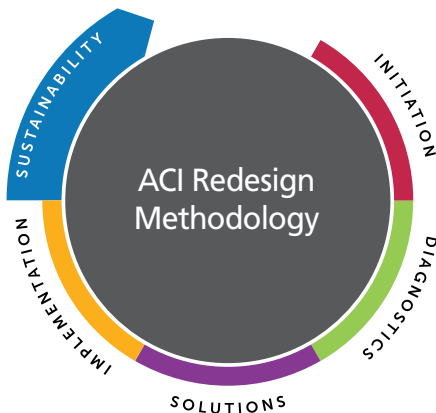 ACI Redesign
Methodology
INITIATION
DIAGNOSTICS
SOLUTIONS
IMPLEMENTATION
SUSTAINABILITY